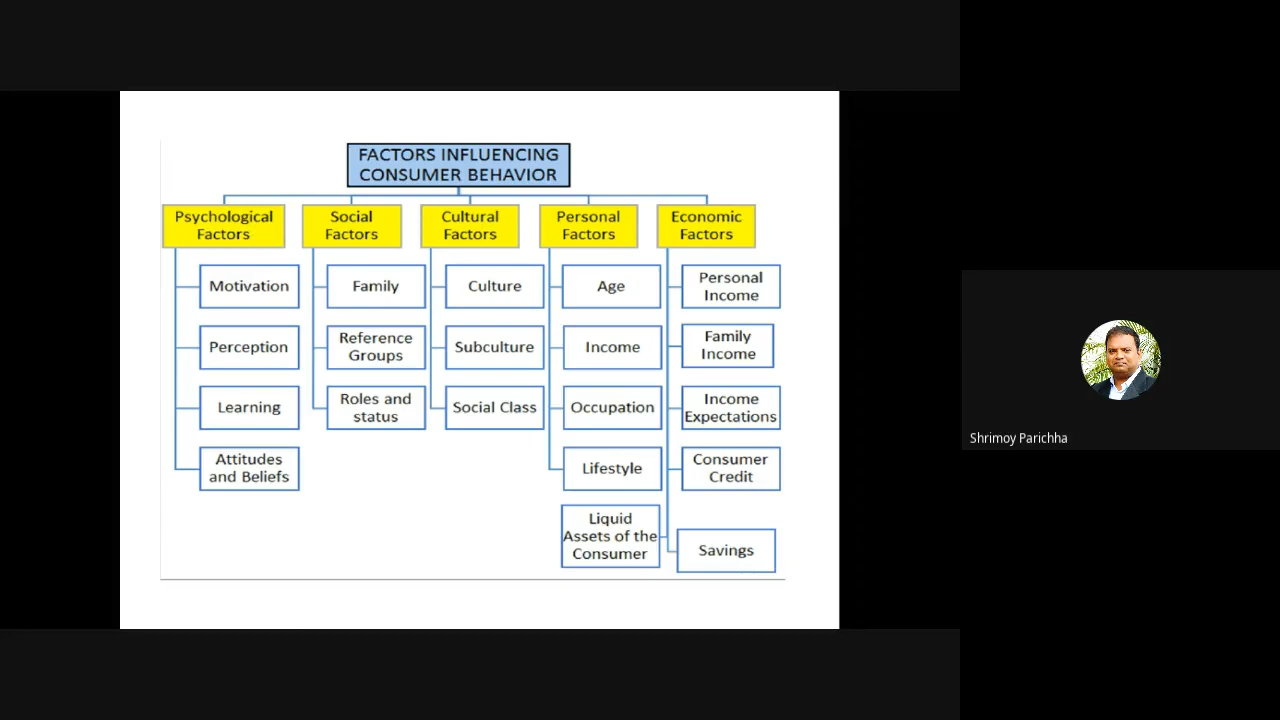 FACTORS INFLUENCING
CONSUMER BEHAVIOR
Psychological
Factors
Motivation
Perception
Learning
Attitudes
and Beliefs
Social
Factors
Family
Reference
Groups
Roles and
status
Cultural
Factors
Culture
Subculture
Social Class
Personal
Factors
Age
Income
Occupation
Lifestyle
Economic
Factors
Personal
Income
Family
Income
Income
Expectations
Consumer
Credit
Liquid
Assets of the
Consumer
Savings
Shrimoy Parichha